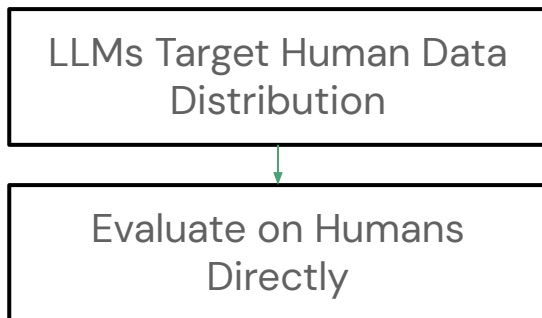 LLMs Target Human Data
Distribution
Evaluate on Humans
Directly